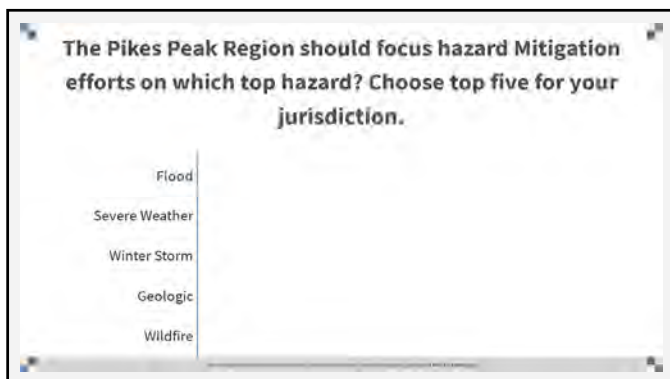 The Pikes Peak Region should focus hazard Mitigation
efforts on which top hazard? Choose top five for your
jurisdiction.
Flood
Severe Weather
Winter Storm
Geologic
Wildfire